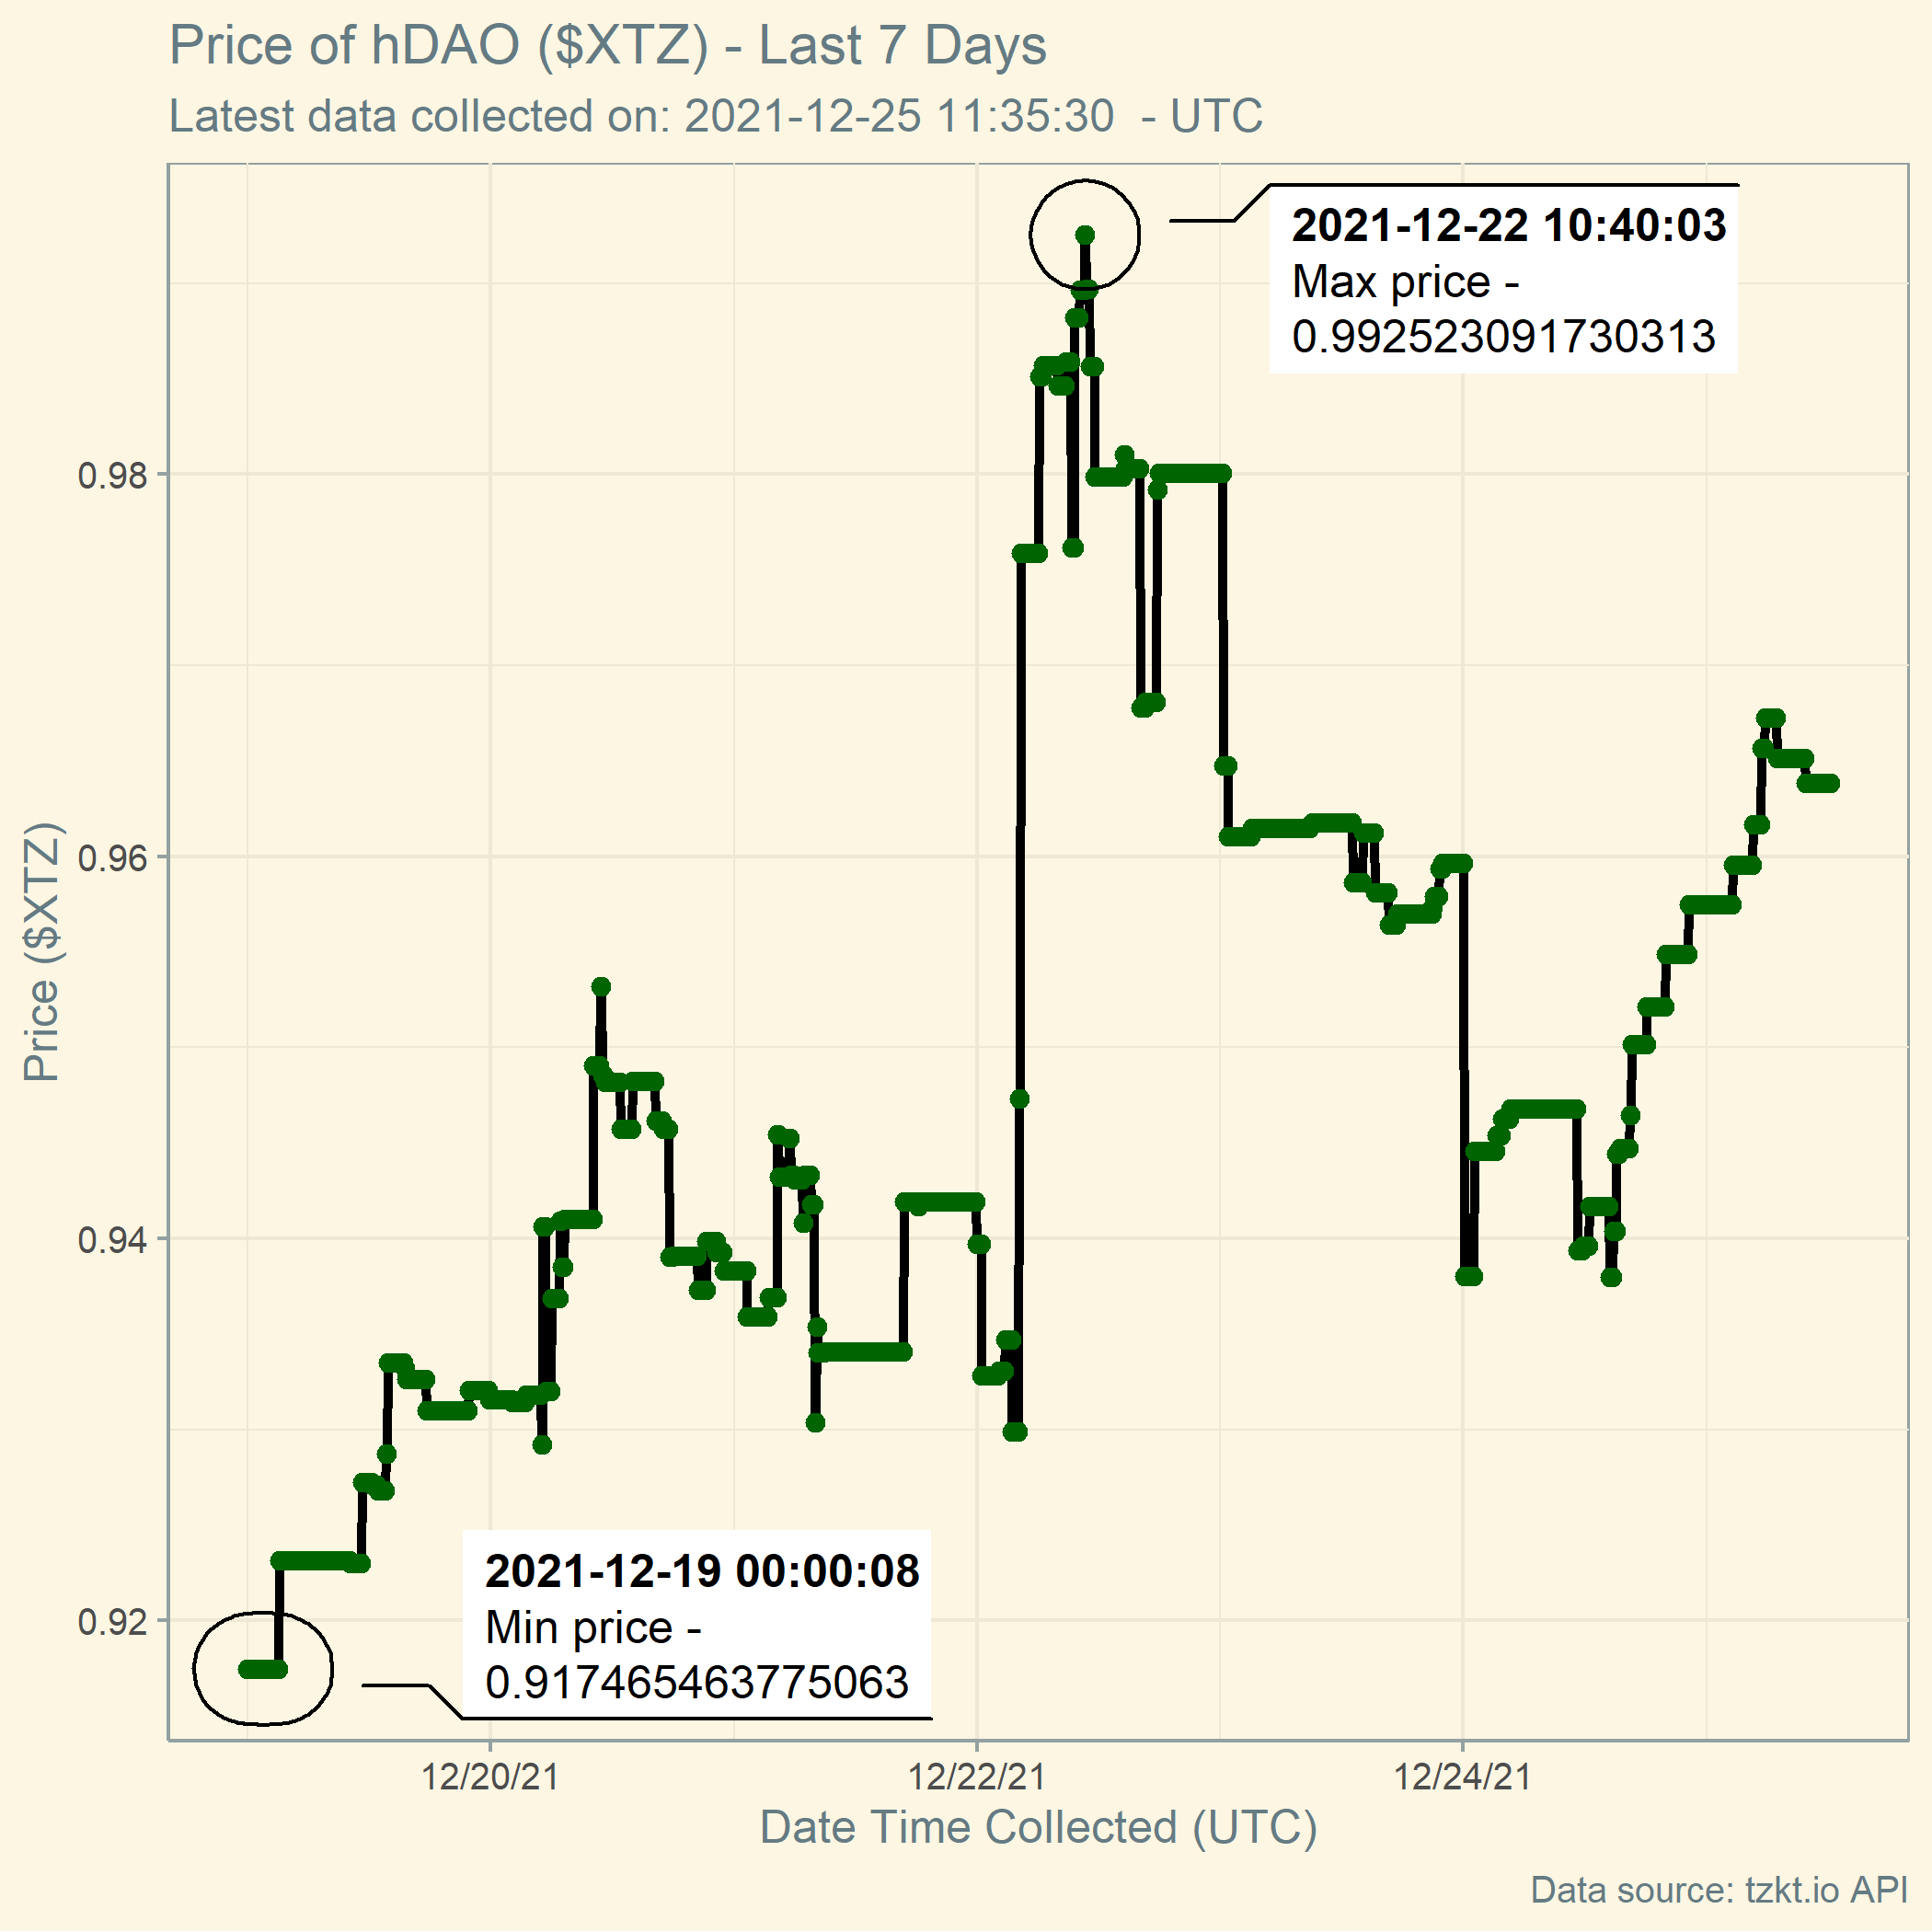 Price of hDAO ($XTZ) - Last 7 Days
Latest data collected on: 2021-12-25 11:35:30  - UTC
2021-12-22 10:40:03
Max price -
0.992523091730313
0.98
0.96
0.94
0.92
Price ($XTZ)
2021-12-19 00:00:08
Min price -
0.917465463775063
12/20/21
12/22/21
12/24/21
Date Time Collected (UTC)
Data source: tzkt.io API